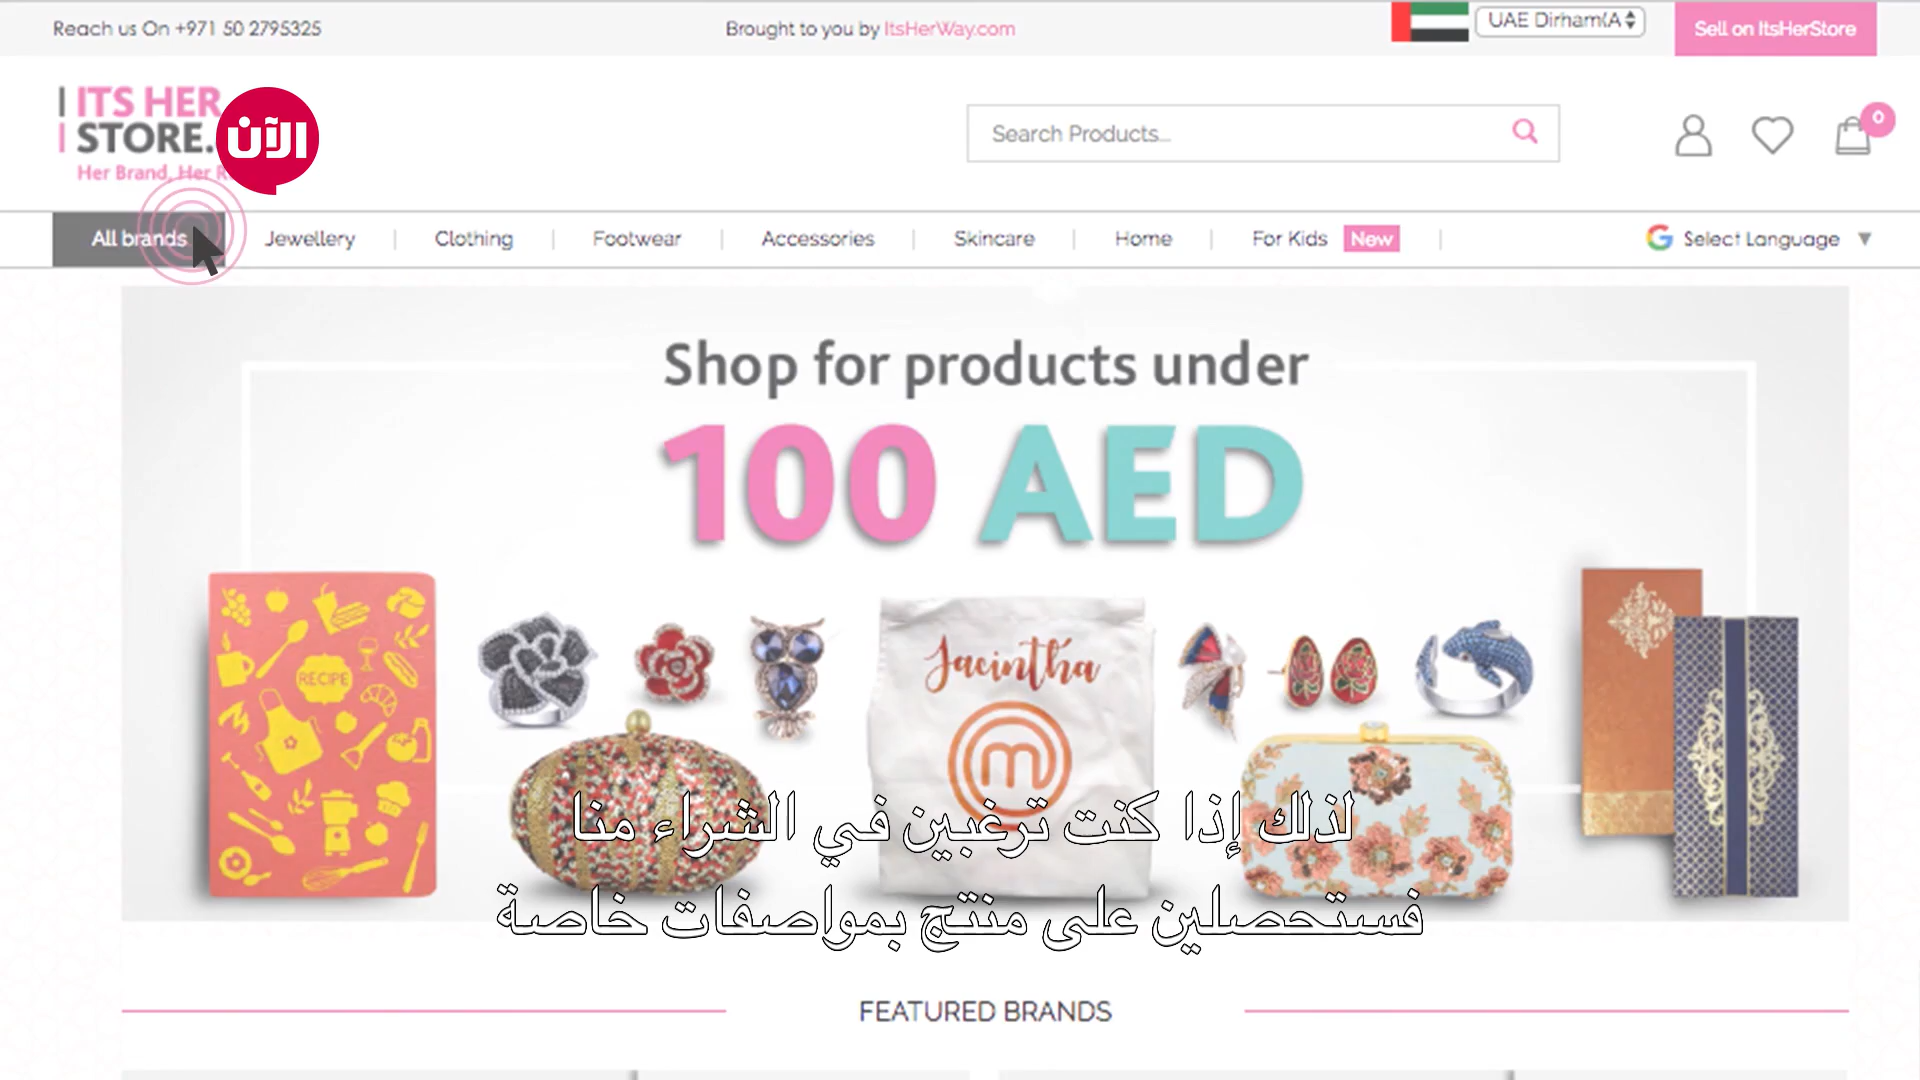 Reach us On +971 50 2795325
Brought to you by ItsHerWay.com
UAE Dirham(A
Sell on ItsHerStore
ITS HER
STORE.
Her Brand, Her R
الآن
Search Products...
0
All brands
Jewellery
Clothing
Footwear
Accessories
Skincare
Home
For Kids New
Select Language
Shop for products under
100 AED
RECIPE
Jacintha
m
لذلك إذا كنت ترغبين في الشراء منا
فستحصلين على منتج بمواصفات خاصة
FEATURED BRANDS